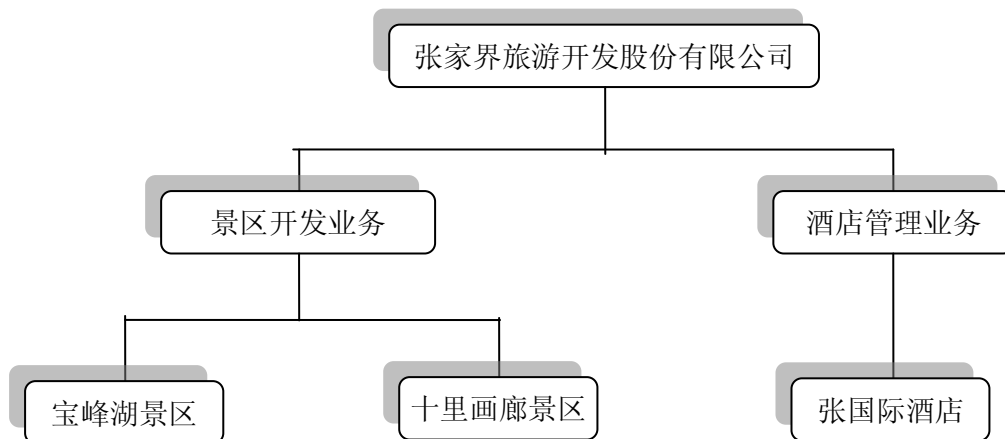 张家界旅游开发股份有限公司
景区开发业务
酒店管理业务
宝峰湖景区
十里画廊景区
张国际酒店